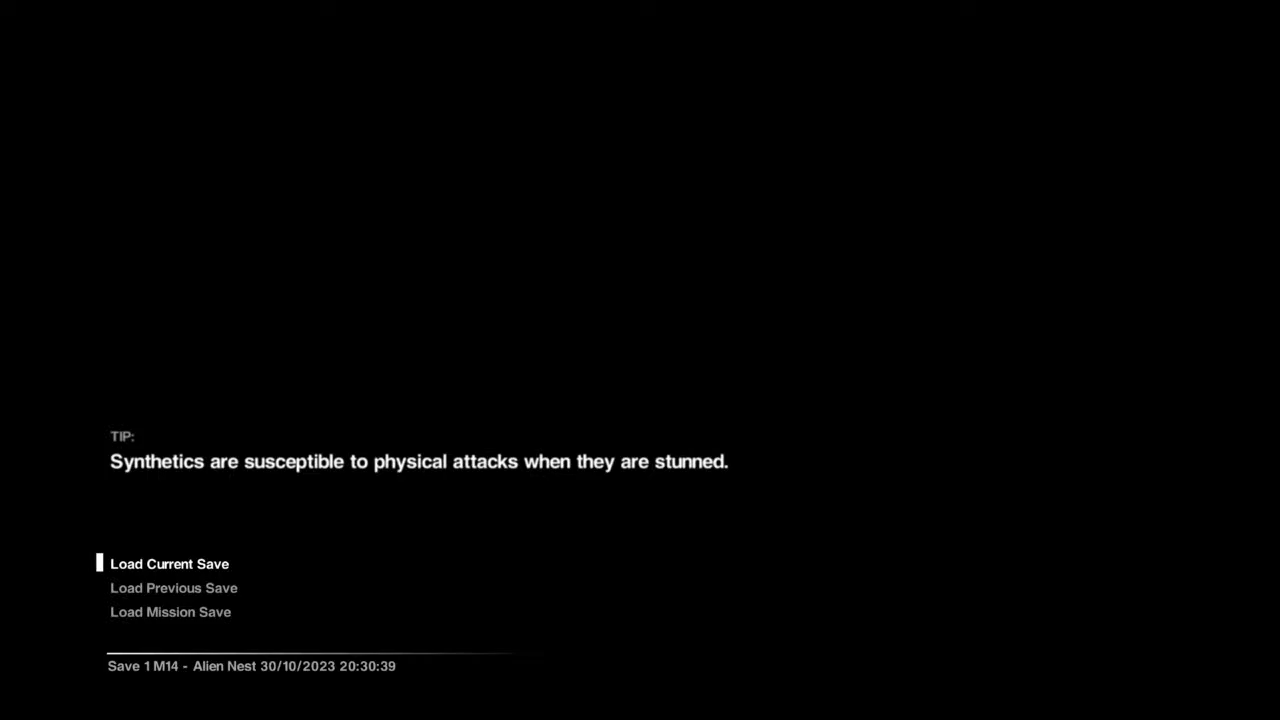 TIP:
Synthetics are susceptible to physical attacks when they are stunned.
Load Current Save
Load Previous Save
Load Mission Save
Save 1 M14 - Alien Nest 30/10/2023 20:30:39